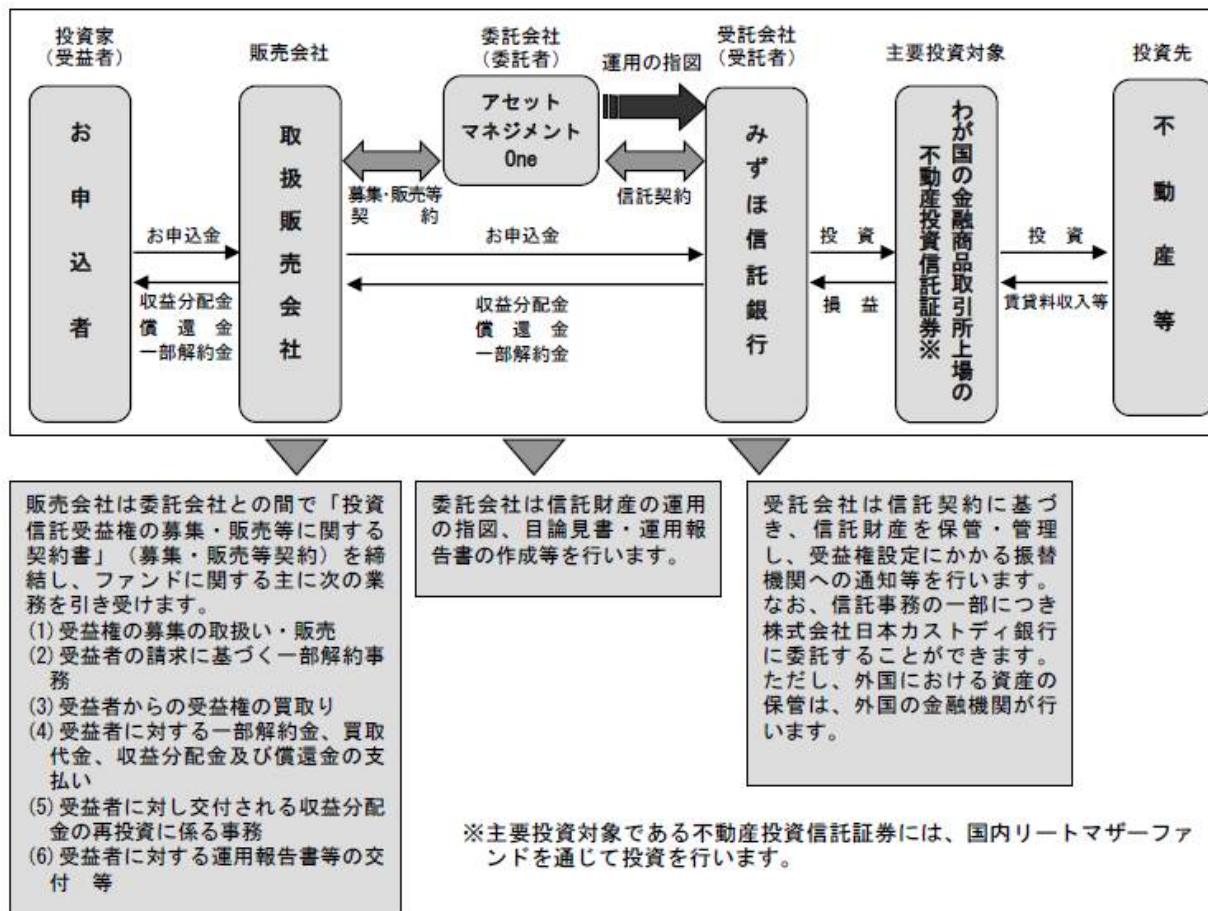 投資家
（受益者）
販売会社
委託会社
（委託者）
運用の指図
受託会社
（受託者）
主要投資対象
投資先
お申込者
取扱販売会社
アセット
マネジメント
One
みずほ信託銀行
わが国の金融商品取引所上場の
不動産投資信託証券※
不動産等
募集・販売等
契　　約
信託契約
お申込金
お申込金
投　資
投　資
収益分配金
償　還　金
一部解約金
収益分配金
償　還　金
一部解約金
損　益
賃貸料収入等
販売会社は委託会社との間で「投資
信託受益権の募集・販売等に関する
契約書」（募集・販売等契約）を締
結し、ファンドに関する主に次の業
務を引き受けます。
(1)受益権の募集の取扱い・販売
(2)受益者の請求に基づく一部解約事
務
(3)受益者からの受益権の買取り
(4)受益者に対する一部解約金、買取
代金、収益分配金及び償還金の支
払い
(5)受益者に対し交付される収益分配
金の再投資に係る事務
(6)受益者に対する運用報告書等の交
付　等
委託会社は信託財産の運用
の指図、目論見書・運用報
告書の作成等を行います。
受託会社は信託契約に基づ
き、信託財産を保管・管理
し、受益権設定にかかる振替
機関への通知等を行います。
なお、信託事務の一部につき
株式会社日本カストディ銀行
に委託することができます。
ただし、外国における資産の
保管は、外国の金融機関が行
います。
※主要投資対象である不動産投資信託証券には、国内リートマザーファ
ンドを通じて投資を行います。